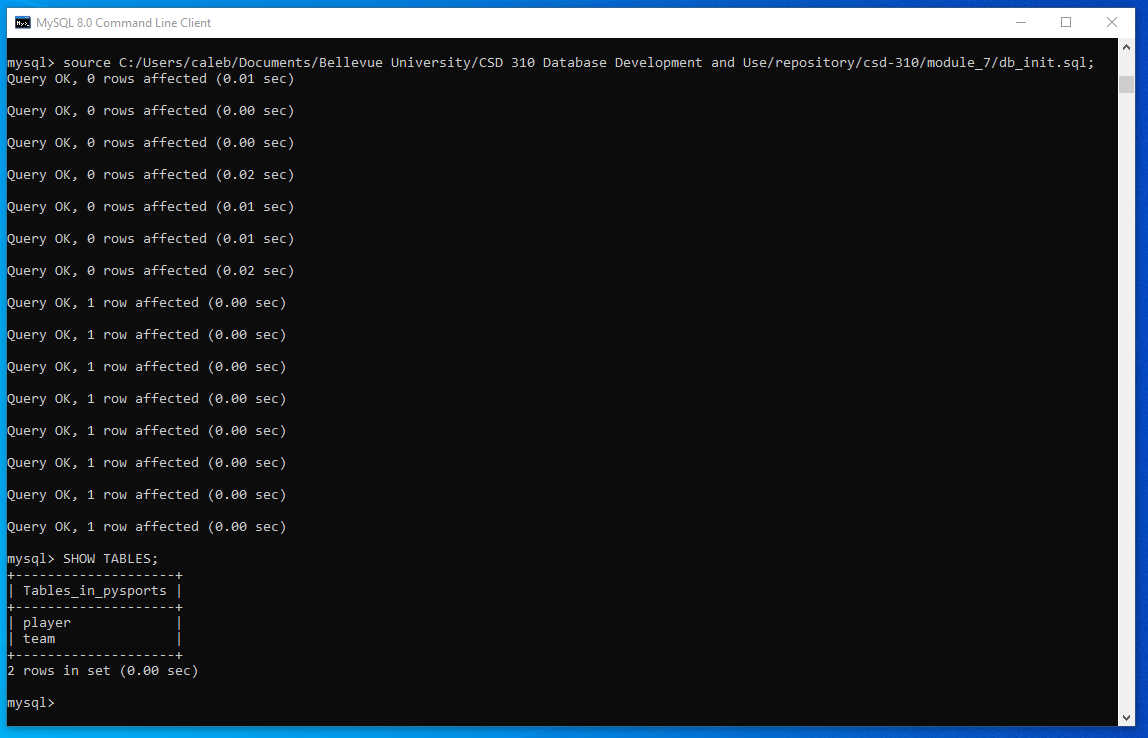 MySQL 8.0 Command Line Client
mysql> source C:/Users/caleb/Documents/Bellevue University/CSD 310 Database Development and Use/repository/csd-310/module_7/db_init.sql;
Query OK, 0 rows affected (0.01 sec)
Query OK, 0 rows affected (0.00 sec)
Query OK, 0 rows affected (0.00 sec)
Query OK, 0 rows affected (0.02 sec)
Query OK, 0 rows affected (0.01 sec)
Query OK, 0 rows affected (0.01 sec)
Query OK, 0 rows affected (0.02 sec)
Query OK, 1 row affected (0.00 sec)
Query OK, 1 row affected (0.00 sec)
Query OK, 1 row affected (0.00 sec)
Query OK, 1 row affected (0.00 sec)
Query OK, 1 row affected (0.00 sec)
Query OK, 1 row affected (0.00 sec)
Query OK, 1 row affected (0.00 sec)
Query OK, 1 row affected (0.00 sec)
mysql> SHOW TABLES;
+--------------------+
| Tables_in_pysports |
+--------------------+
| player             |
| team               |
+--------------------+
2 rows in set (0.00 sec)
mysql>